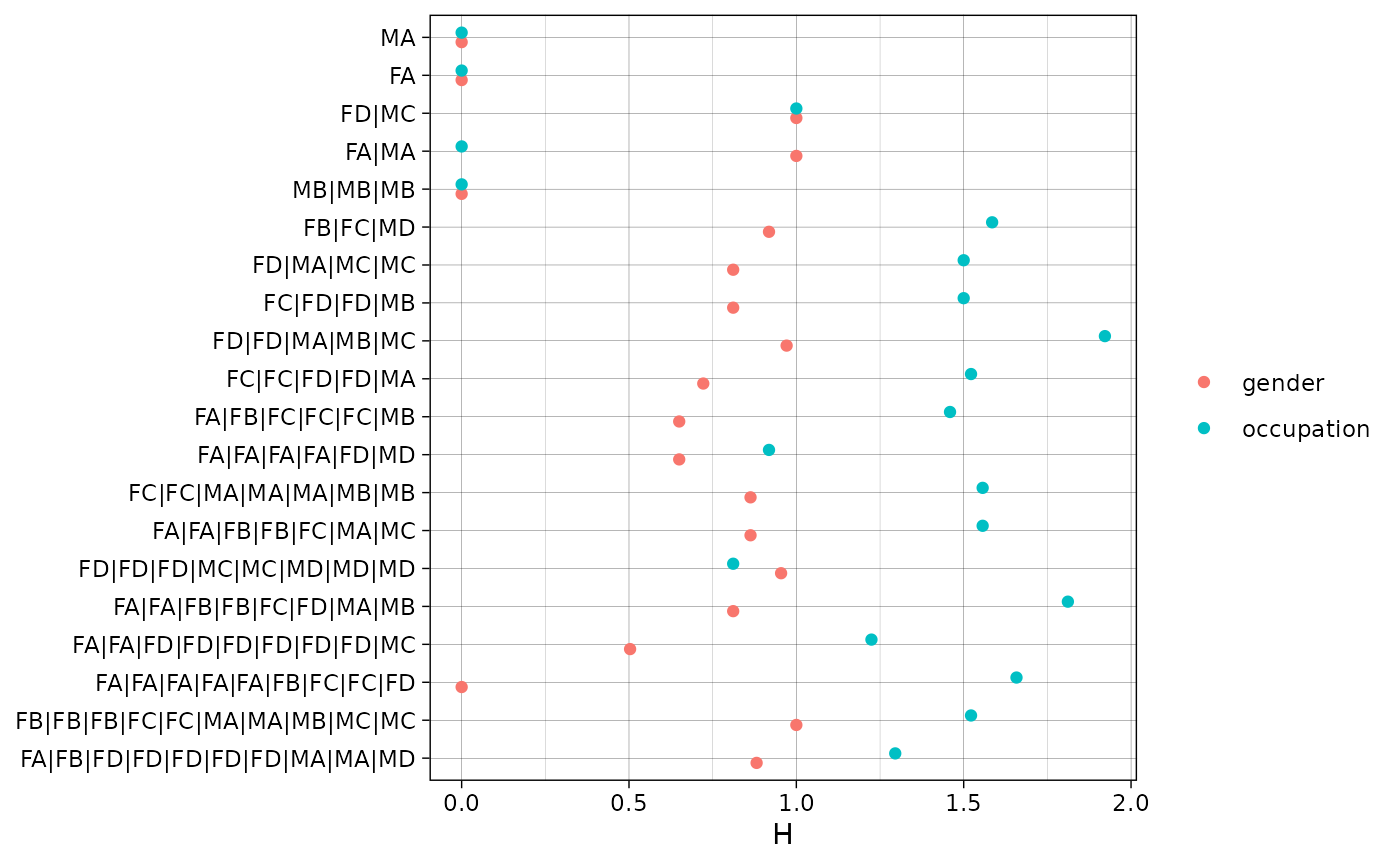 MA
FA
FD|MC
FA|MA
MB|MB|MB
FB|FC|MD
FD|MA|MC|MC
FC|FD|FD|MB
FD|FD|MA|MB|MC
FC|FC|FD|FD|MA
FA|FB|FC|FC|FC|MB
FA|FA|FA|FA|FD|MD
FC|FC|MA|MA|MA|MB|MB
FA|FA|FB|FB|FC|MA|MC
FD|FD|FD|MC|MC|MD|MD|MD
FA|FA|FB|FB|FC|FD|MA|MB
FA|FA|FD|FD|FD|FD|FD|FD|MC
FA|FA|FA|FA|FA|FB|FC|FC|FD
FB|FB|FB|FC|FC|MA|MA|MB|MC|MC
FA|FB|FD|FD|FD|FD|FD|MA|MA|MD
0.0 0.5 1.0 1.5 2.0
H
gender
occupation